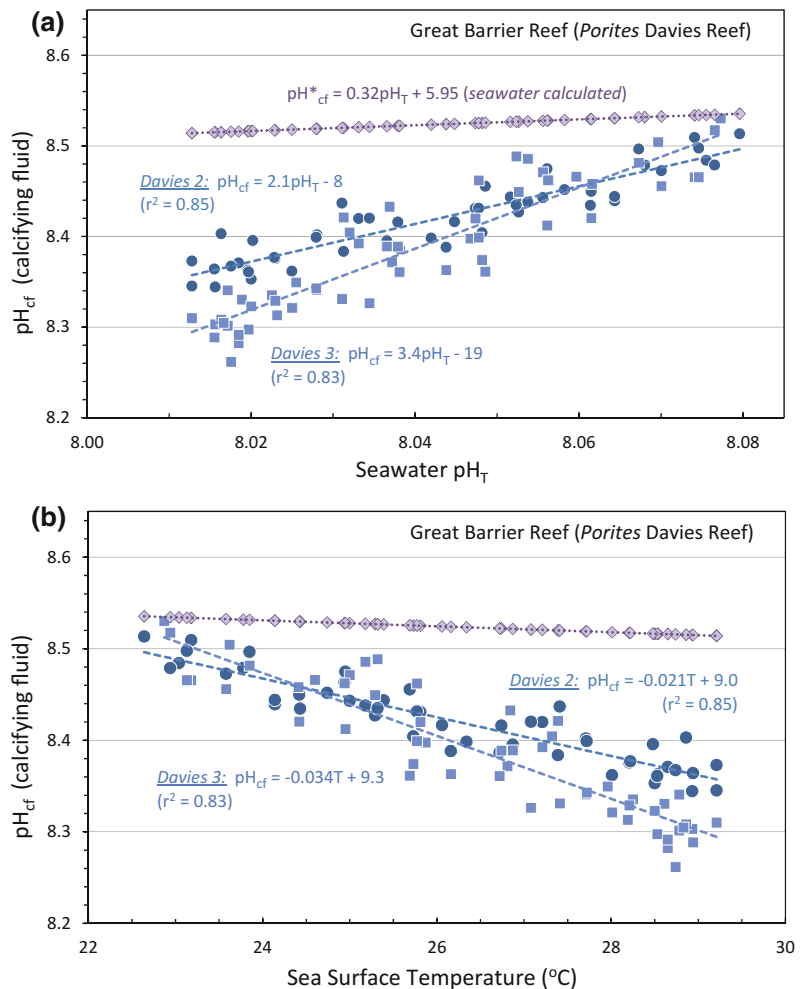 (a)
Great Barrier Reef (Porites Davies Reef)
pH*cf = 0.32pHT + 5.95 (seawater calculated)
Davies 2: pHcf = 2.1pHT - 8
(r² = 0.85)
Davies 3: pHcf = 3.4pHT - 19
(r² = 0.83)
pHcf (calcifying fluid)
8.6
8.5
8.4
8.3
8.2
8.00
8.02
8.04
8.06
8.08
Seawater pHT
(b)
Great Barrier Reef (Porites Davies Reef)
Davies 2: pHcf = -0.021T + 9.0
(r² = 0.85)
Davies 3: pHcf = -0.034T + 9.3
(r² = 0.83)
pHcf (calcifying fluid)
8.6
8.5
8.4
8.3
8.2
22
24
26
28
30
Sea Surface Temperature (°C)